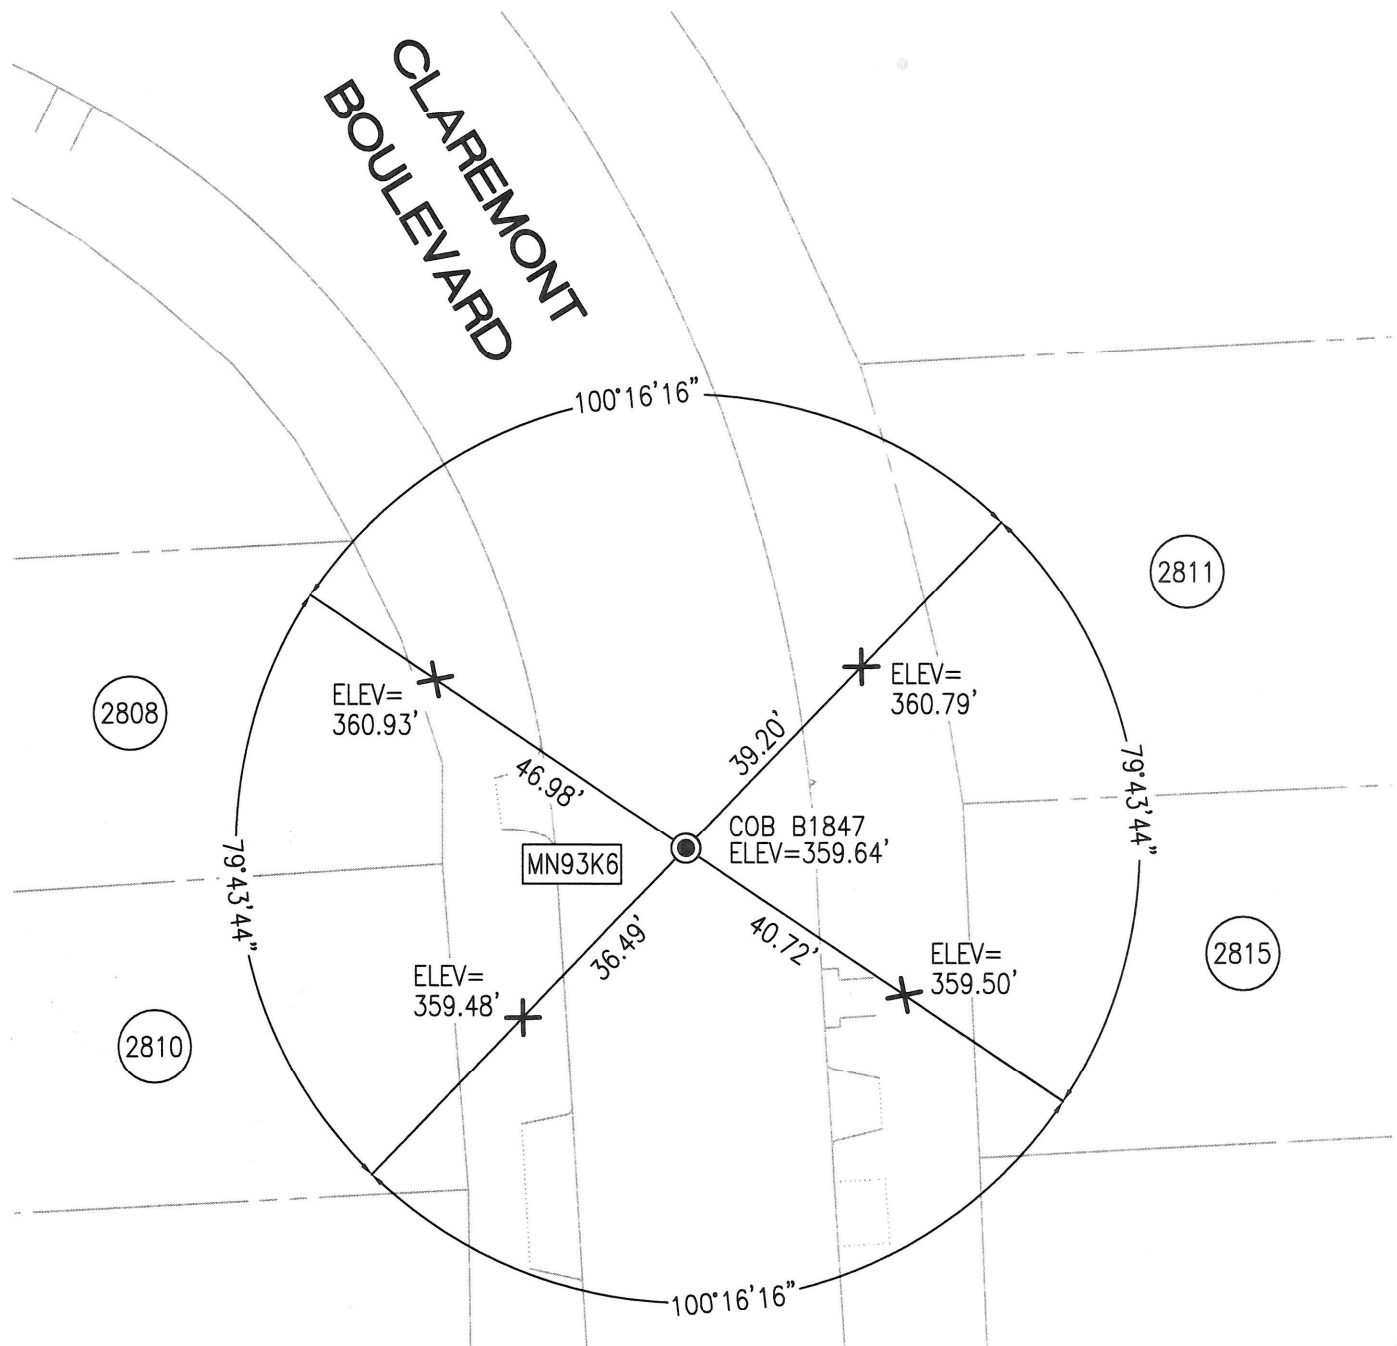 CLAREMONT
BOULEVARD
100°16'16"
2811
ELEV=
360.79'
ELEV=
360.93'
2808
39.20'
79°43'44"
46.98'
COB B1847
ELEV=359.64'
MN93K6
79°43'44"
36.49'
40.72'
ELEV=
359.50'
2815
ELEV=
359.48'
2810
100°16'16"